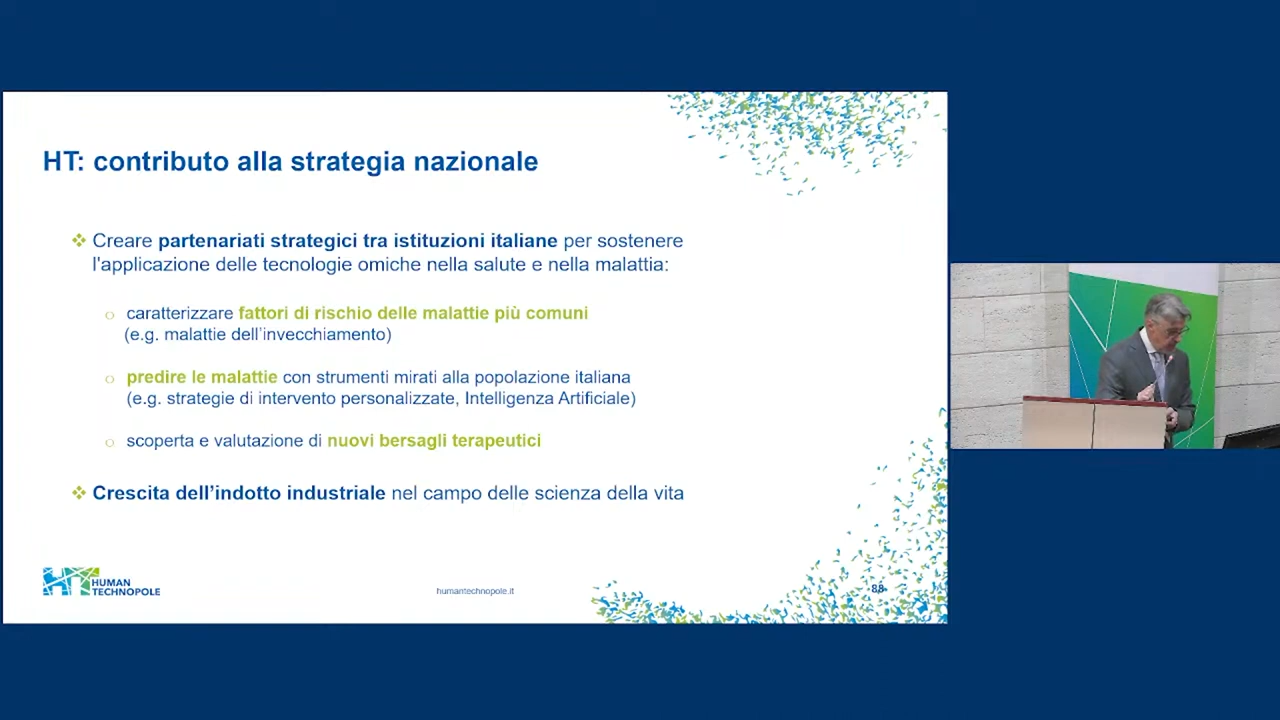 HT: contributo alla strategia nazionale
❖ Creare partenariati strategici tra istituzioni italiane per sostenere
l'applicazione delle tecnologie omiche nella salute e nella malattia:
o caratterizzare fattori di rischio delle malattie più comuni
(e.g. malattie dell'invecchiamento)
o predire le malattie con strumenti mirati alla popolazione italiana
(e.g. strategie di intervento personalizzate, Intelligenza Artificiale)
o scoperta e valutazione di nuovi bersagli terapeutici
❖ Crescita dell'indotto industriale nel campo delle scienza della vita
HT HUMAN
TECHNOPOLE
humantechnopole.it
88